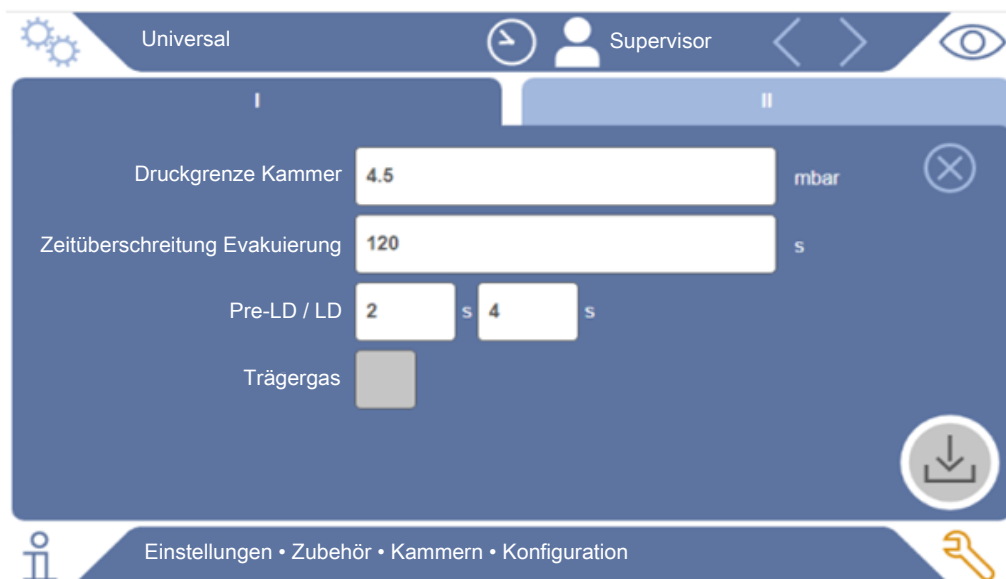 Universal Supervisor
I II
Druckgrenze Kammer 4.5 mbar
Zeitüberschreitung Evakuierung 120 s
Pre-LD / LD 2 s 4 s
Trägergas
Einstellungen • Zubehör • Kammern • Konfiguration